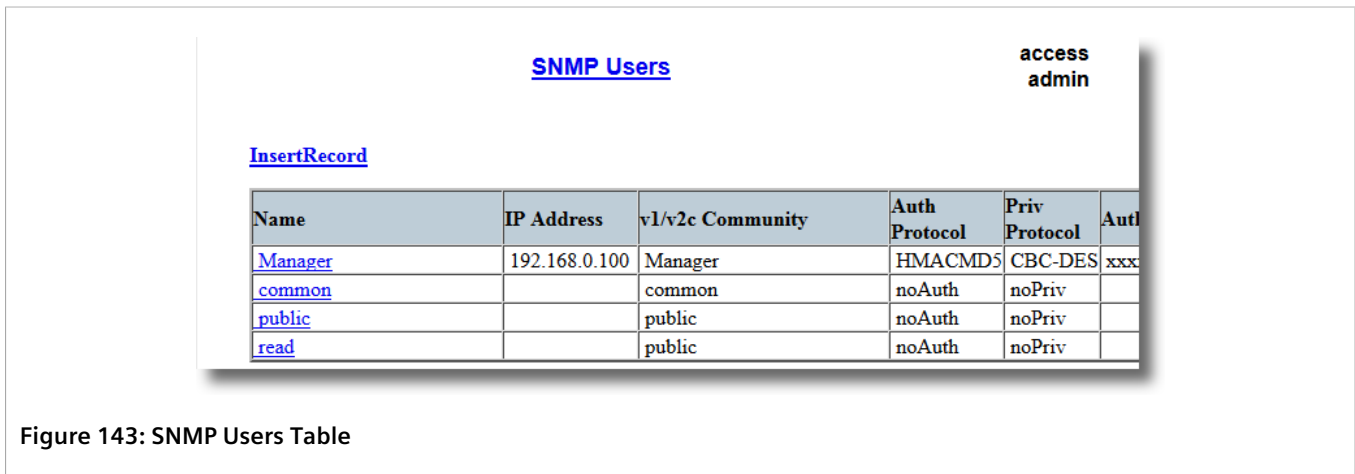 SNMP Users
access
admin
InsertRecord
Name IP Address v1/v2c Community Auth Protocol Priv Protocol
Manager 192.168.0.100 Manager HMACMD5 CBC-DES
common common noAuth noPriv
public public noAuth noPriv
read public noAuth noPriv
Figure 143: SNMP Users Table